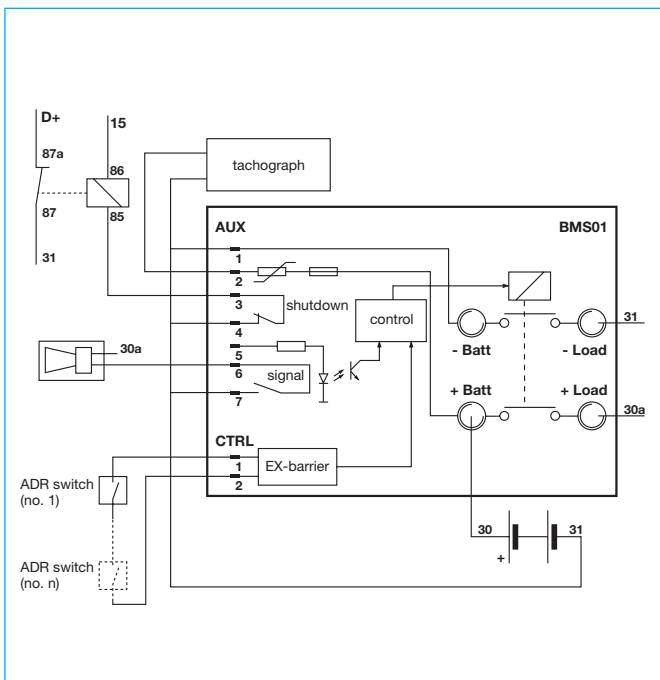 D+
15
87a
86
87
85
31
tachograph
AUX
BMS01
1
2
3
shutdown
4
control
5
signal
6
7
30a
- Batt
- Load
31
+ Batt
+ Load
30a
CTRL
1
EX-barrier
2
ADR switch
(no. 1)
ADR switch
(no. n)
30
31
+